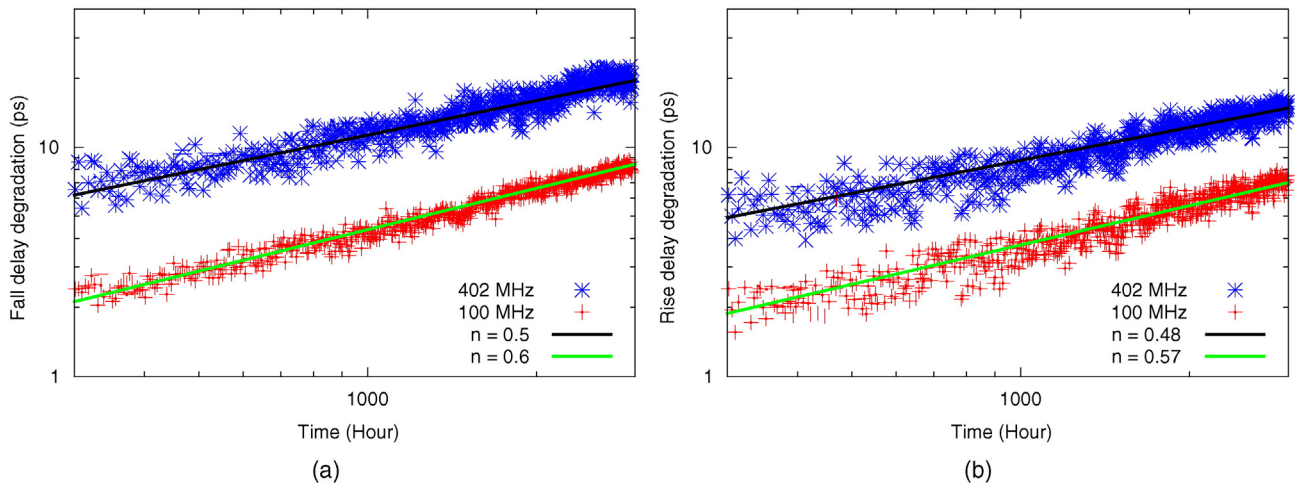 Fall delay degradation (ps)
10
1
402 MHz
100 MHz
n = 0.5
n = 0.6
1000
Time (Hour)
(a)
Rise delay degradation (ps)
10
1
402 MHz
100 MHz
n = 0.48
n = 0.57
1000
Time (Hour)
(b)